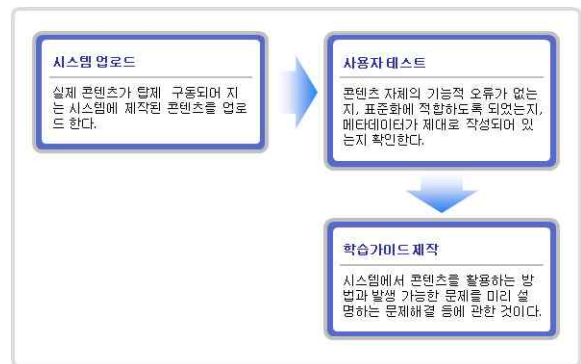 시스템 업로드
실제 콘텐츠가 탑제 구동되어 지
는 시스템에 제작된 콘텐츠를 업로
드 한다.
사용자 테스트
콘텐츠 자체의 기능적 오류가 없는
지, 표준화에 적합하도록 되었는지,
메타데이터가 제대로 작성되어 있
는지 확인한다.
학습가이드 제작
시스템에서 콘텐츠를 활용하는 방
법과 발생 가능한 문제를 미리 설
명하는 문제해결 등에 관한 것이다.